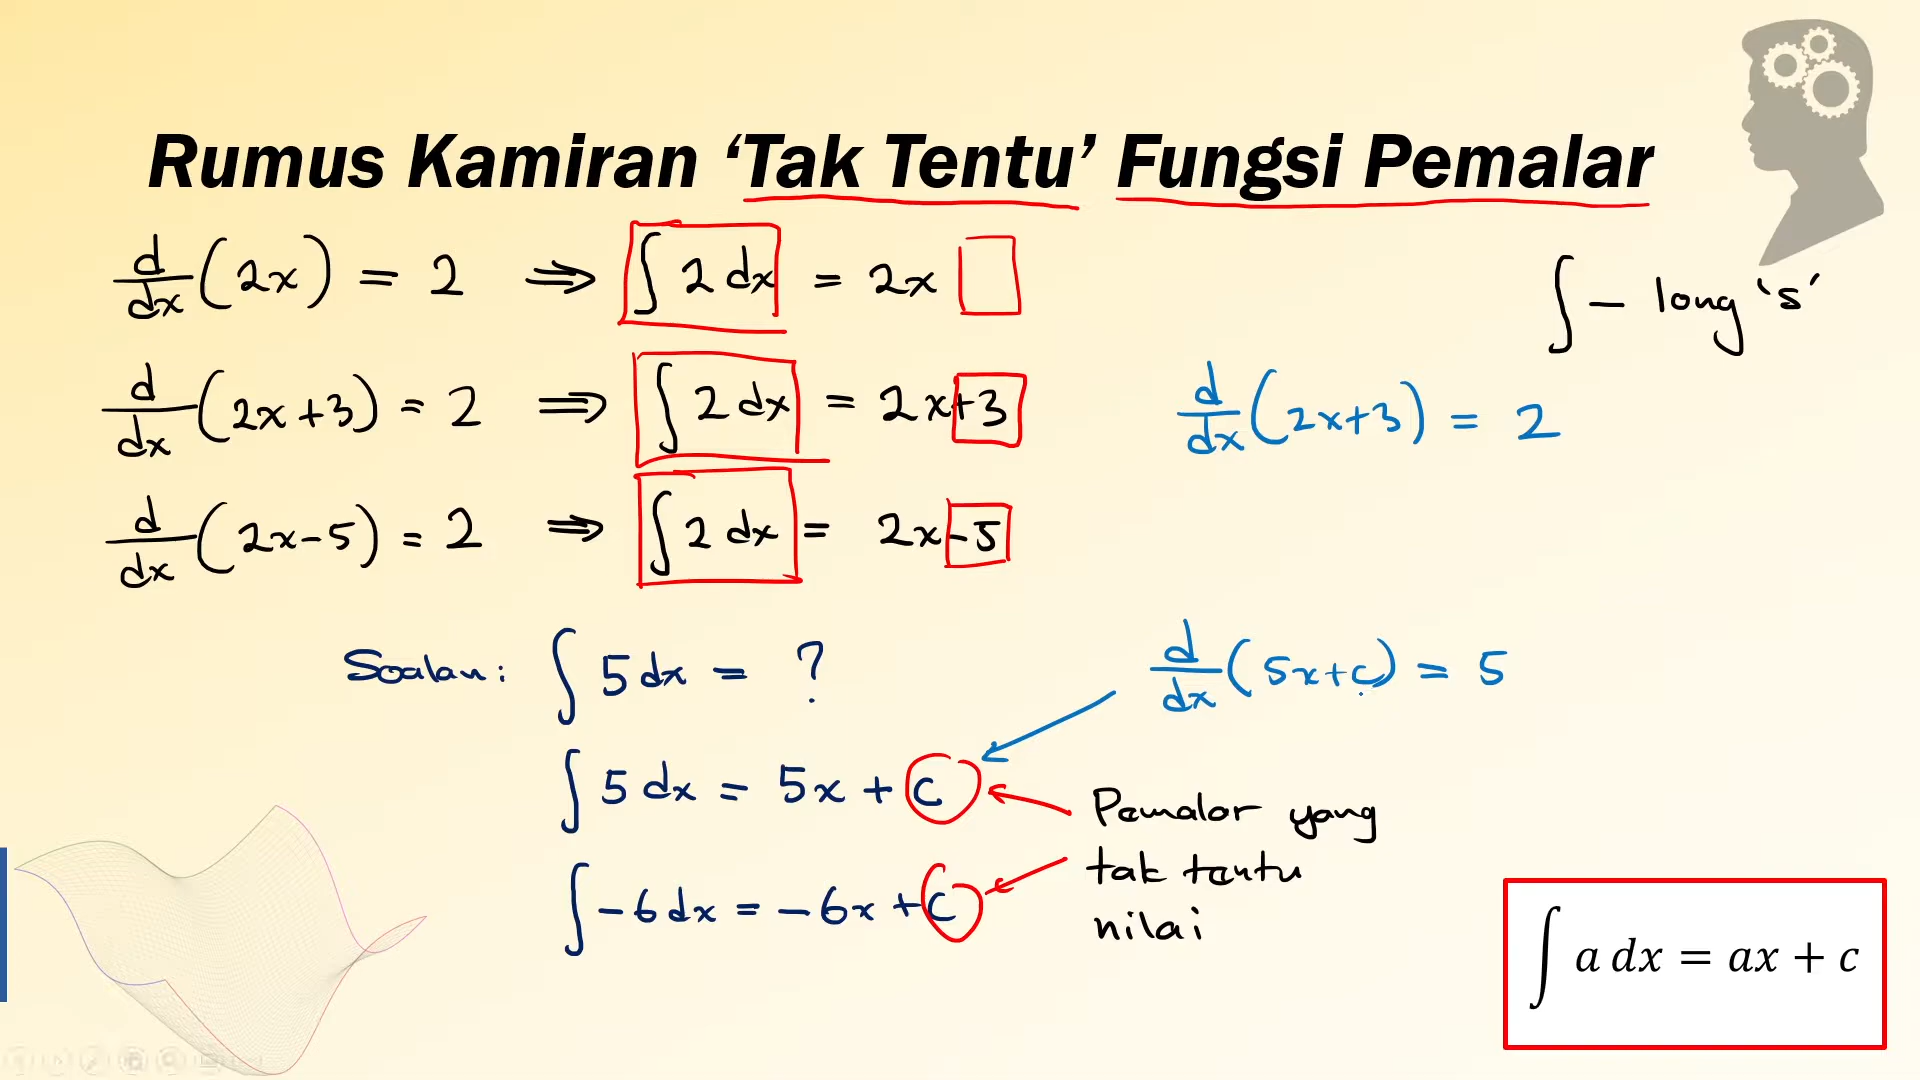 Rumus Kamiran ‘Tak Tentu’ Fungsi Pemalar
d/dx (2x) = 2 ⇒ ∫ 2 dx = 2x
∫ – long ‘s’
d/dx (2x+3) = 2 ⇒ ∫ 2 dx = 2x+3
d/dx (2x+3) = 2
d/dx (2x-5) = 2 ⇒ ∫ 2 dx = 2x-5
Soalan: ∫ 5 dx = ?
d/dx (5x+c) = 5
∫ 5 dx = 5x + c
Pemalar yang
tak tentu
nilai
∫ -6 dx = -6x + c
∫ a dx = ax + c